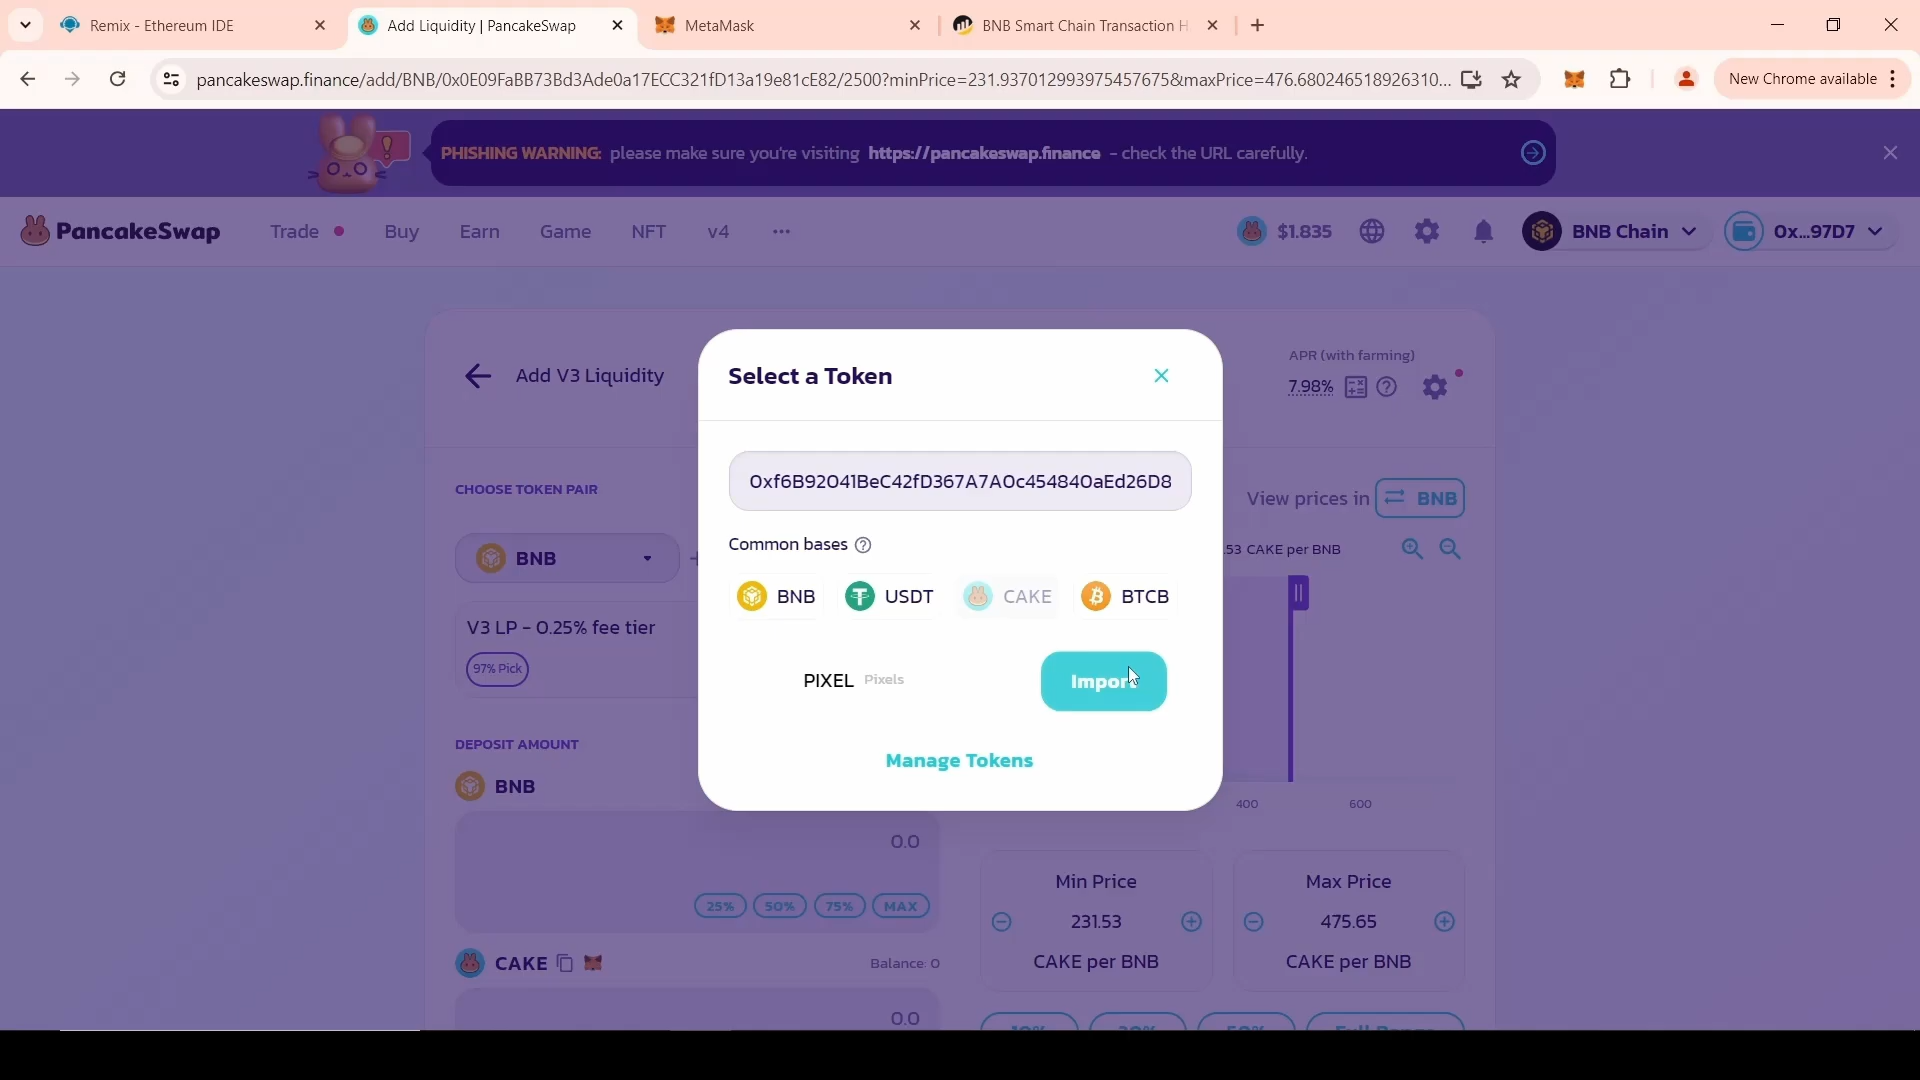 Remix - Ethereum IDE
Add Liquidity | PancakeSwap
MetaMask
BNB Smart Chain Transaction H
pancakeswap.finance/add/BNB/0x0E09FaBB73Bd3Ade0a17ECC321fD13a19e81cE82/2500?minPrice=231.937012993975457675&maxPrice=476.680246518926310...
New Chrome available
PHISHING WARNING: please make sure you're visiting https://pancakeswap.finance - check the URL carefully.
PancakeSwap
Trade
Buy
Earn
Game
NFT
v4
$1.835
BNB Chain
0x...97D7
Add V3 Liquidity
APR (with farming)
7.98%
Select a Token
0xf6B92041BeC42fD367A7A0c454840aEd26D8
Common bases
BNB
USDT
CAKE
BTCB
PIXEL Pixels
Import
Manage Tokens
CHOOSE TOKEN PAIR
BNB
V3 LP - 0.25% fee tier
97% Pick
DEPOSIT AMOUNT
BNB
0.0
25%
50%
75%
MAX
CAKE
Balance: 0
0.0
View prices in
BNB
.53 CAKE per BNB
400
600
Min Price
231.53
CAKE per BNB
Max Price
475.65
CAKE per BNB